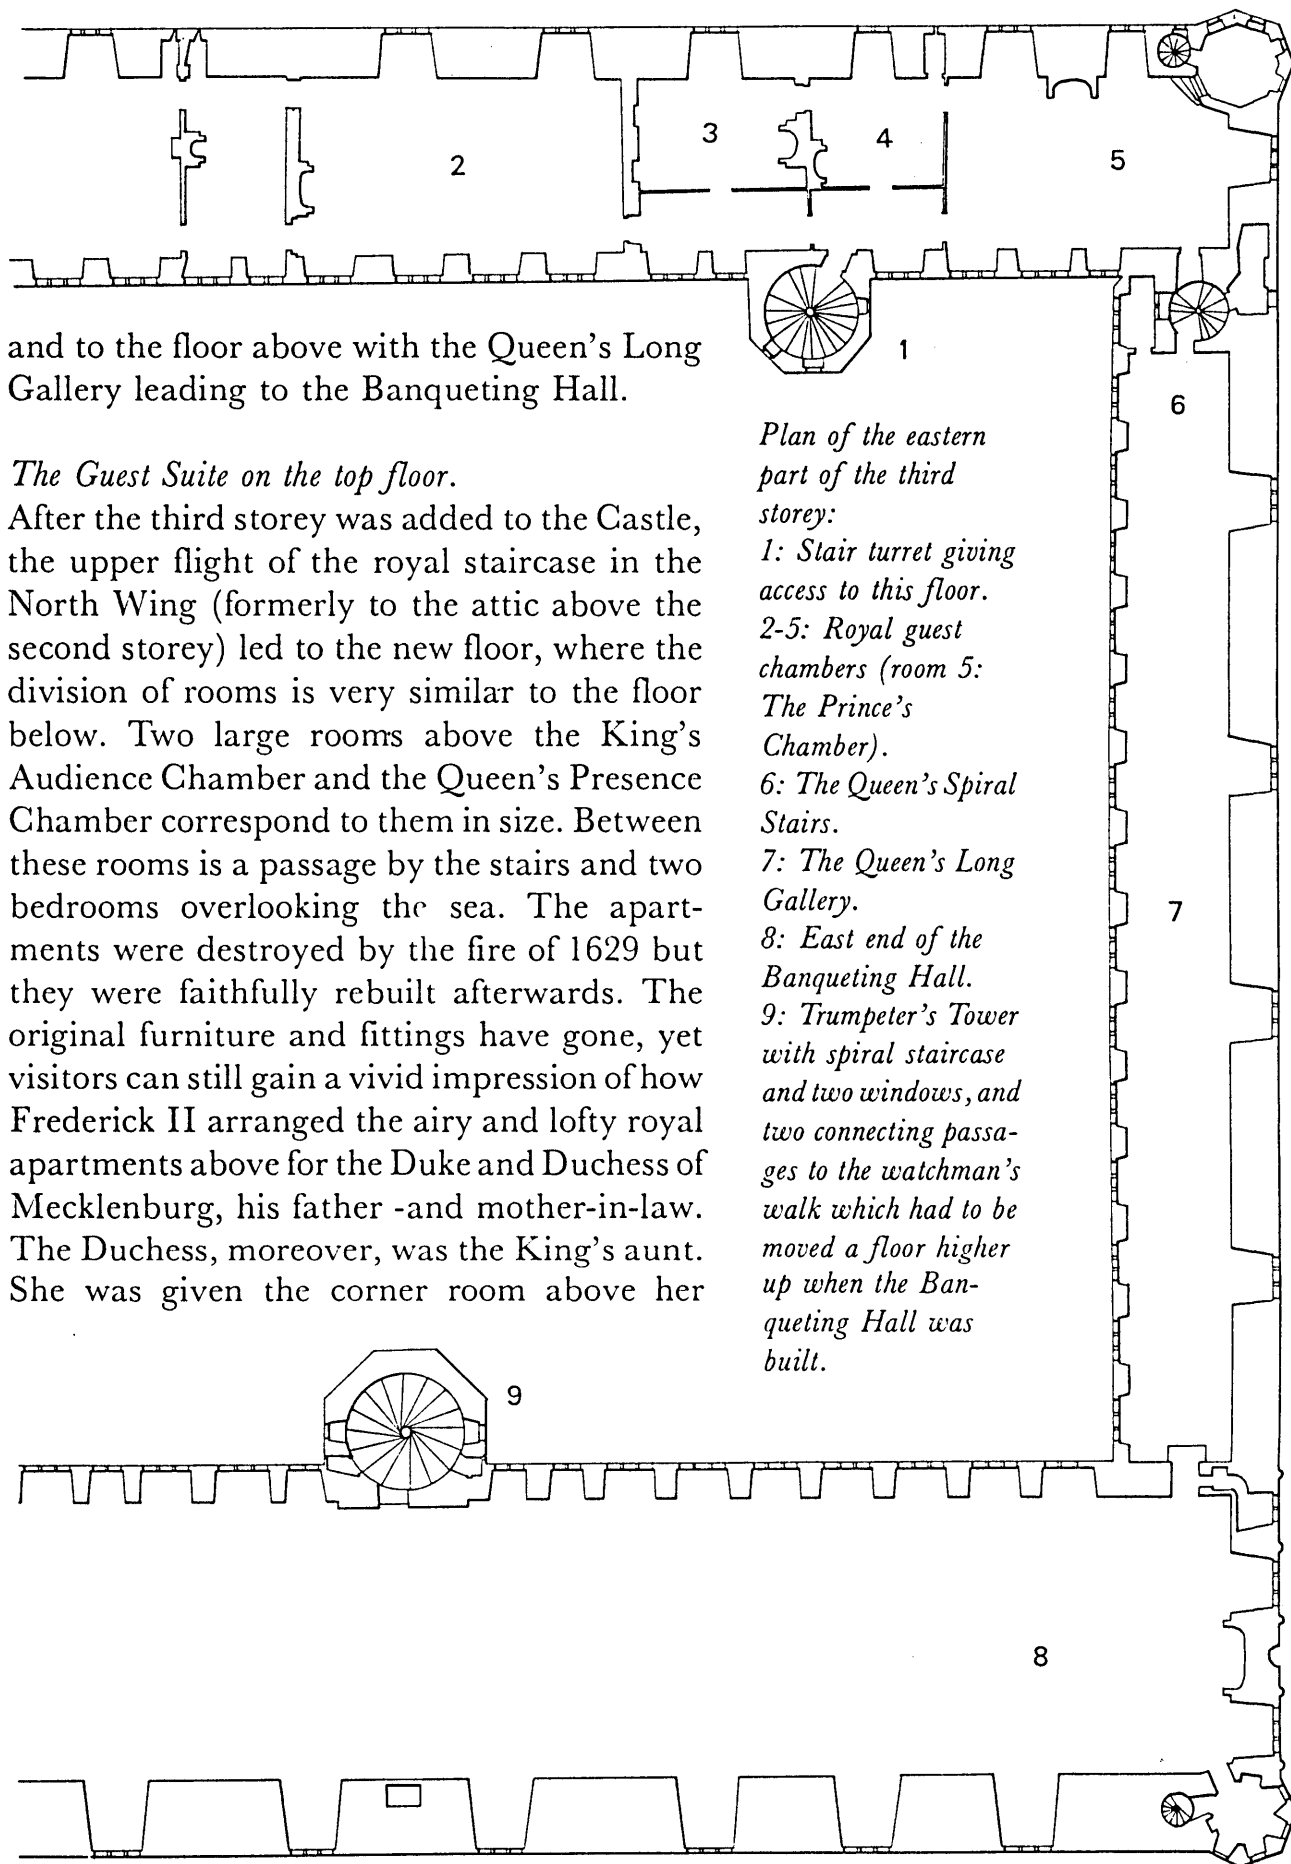 2
3
4
5
1
and to the floor above with the Queen's Long
Gallery leading to the Banqueting Hall.
The Guest Suite on the top floor.
After the third storey was added to the Castle,
the upper flight of the royal staircase in the
North Wing (formerly to the attic above the
second storey) led to the new floor, where the
division of rooms is very similar to the floor
below. Two large rooms above the King's
Audience Chamber and the Queen's Presence
Chamber correspond to them in size. Between
these rooms is a passage by the stairs and two
bedrooms overlooking the sea. The apart-
ments were destroyed by the fire of 1629 but
they were faithfully rebuilt afterwards. The
original furniture and fittings have gone, yet
visitors can still gain a vivid impression of how
Frederick II arranged the airy and lofty royal
apartments above for the Duke and Duchess of
Mecklenburg, his father -and mother-in-law.
The Duchess, moreover, was the King's aunt.
She was given the corner room above her
Plan of the eastern
part of the third
storey:
1: Stair turret giving
access to this floor.
2-5: Royal guest
chambers (room 5:
The Prince's
Chamber).
6: The Queen's Spiral
Stairs.
7: The Queen's Long
Gallery.
8: East end of the
Banqueting Hall.
9: Trumpeter's Tower
with spiral staircase
and two windows, and
two connecting passa-
ges to the watchman's
walk which had to be
moved a floor higher
up when the Ban-
queting Hall was
built.
6
7
9
8